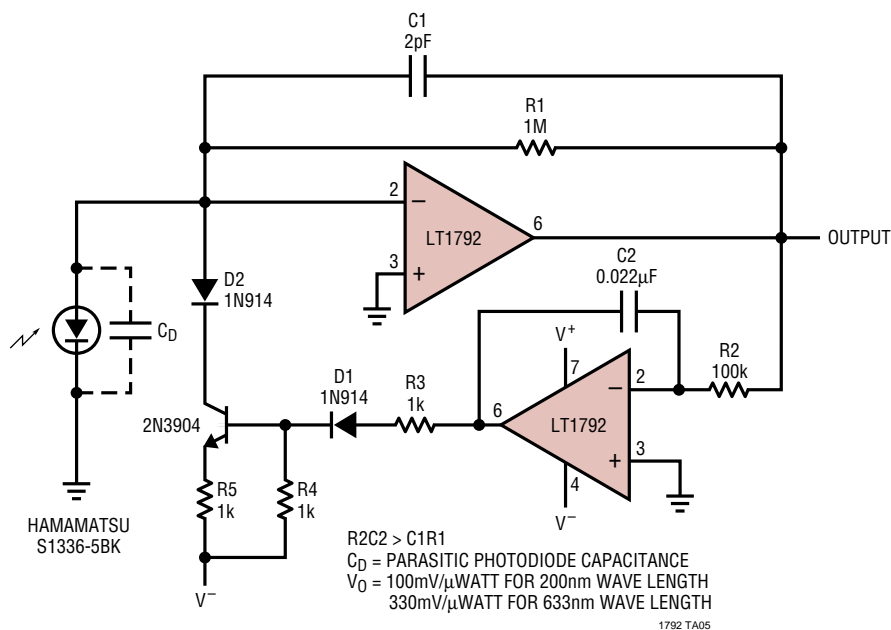 C1
2pF
R1
1M
2
−
LT1792
6
OUTPUT
3
+
D2
1N914
C2
0.022µF
CD
V+
7
R2
100k
D1
1N914
R3
1k
6
−
2
2N3904
LT1792
+
3
4
V−
R5
1k
R4
1k
HAMAMATSU
S1336-5BK
V−
R2C2 > C1R1
CD = PARASITIC PHOTODIODE CAPACITANCE
VO = 100mV/µWATT FOR 200nm WAVE LENGTH
330mV/µWATT FOR 633nm WAVE LENGTH
1792 TA05